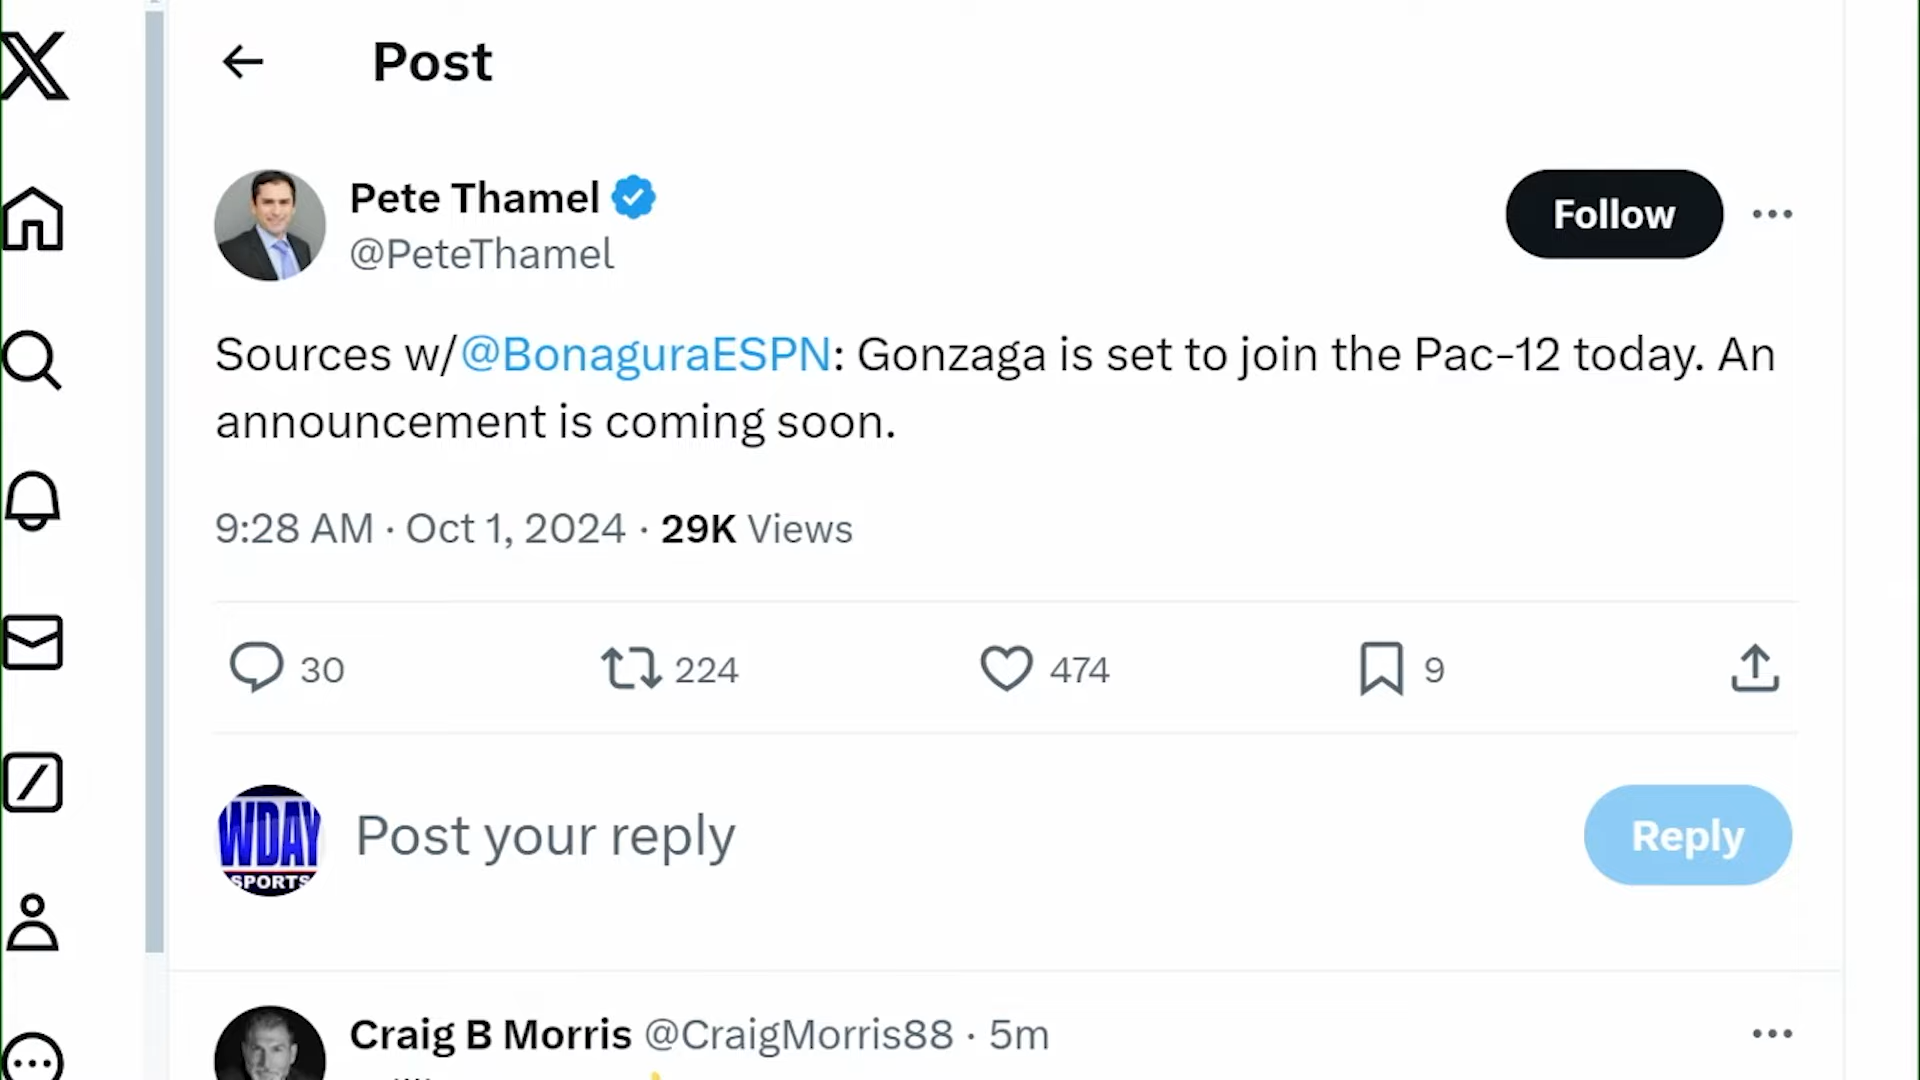 Post
Pete Thamel
@PeteThamel
Follow
Sources w/@BonaguraESPN: Gonzaga is set to join the Pac-12 today. An
announcement is coming soon.
9:28 AM · Oct 1, 2024 · 29K Views
30 224 474 9
WDAY
SPORTS
Post your reply
Reply
Craig B Morris @CraigMorris88 · 5m